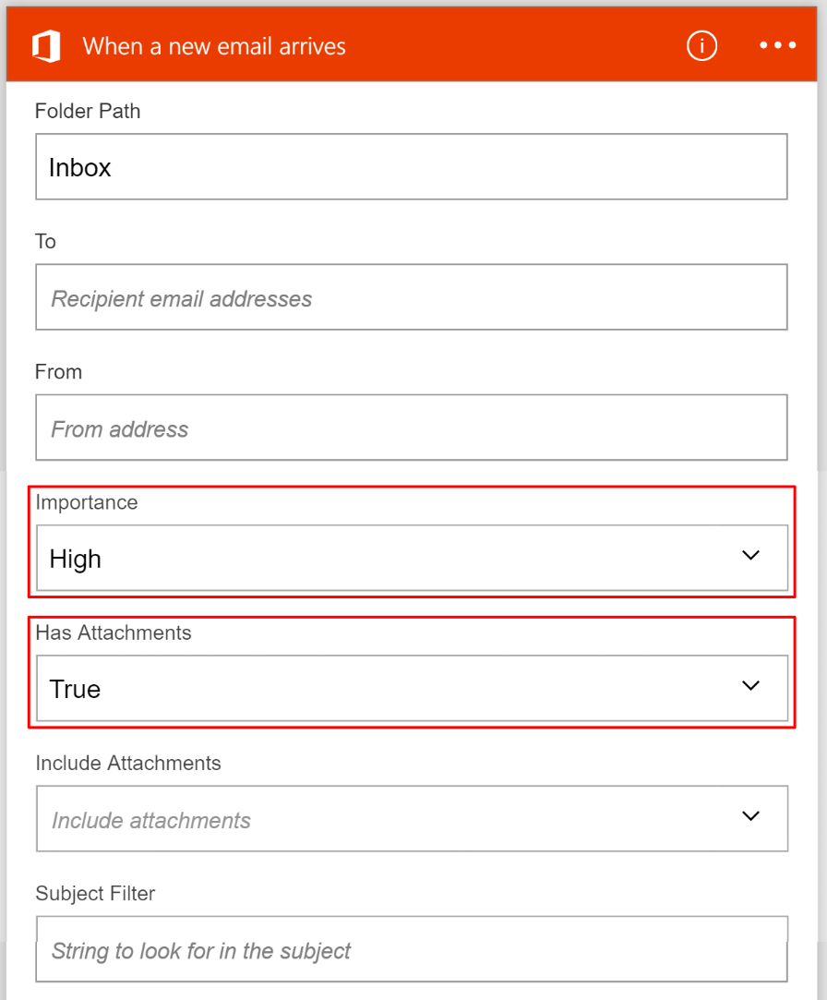 When a new email arrives
Folder Path
Inbox
To
Recipient email addresses
From
From address
Importance
High
Has Attachments
True
Include Attachments
Include attachments
Subject Filter
String to look for in the subject